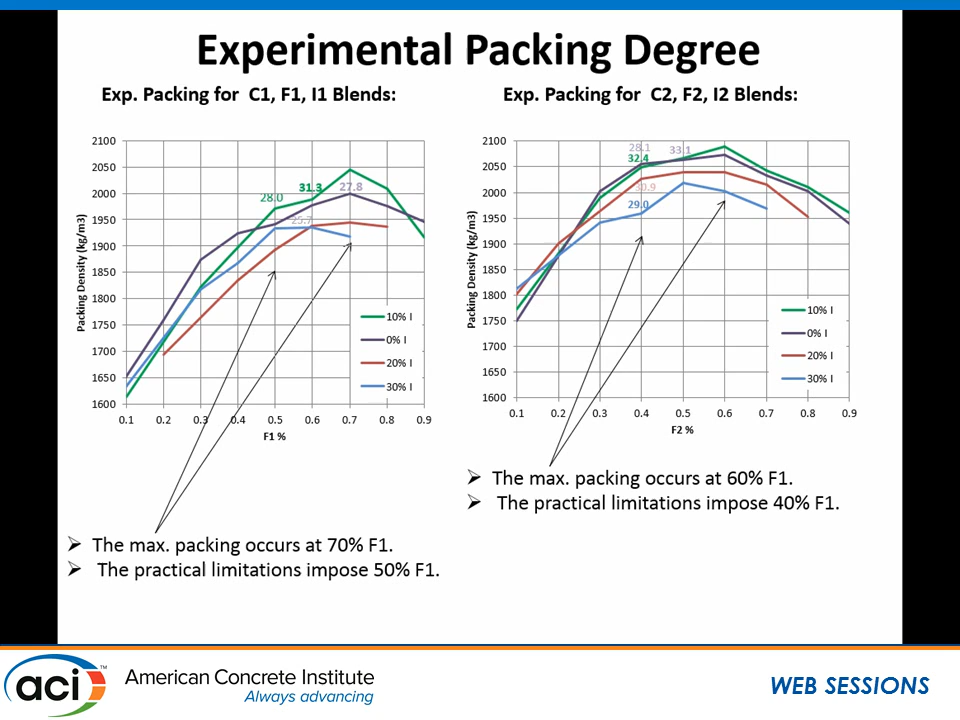 Experimental Packing Degree
Exp. Packing for C1, F1, I1 Blends:
2100
2050
2000
1950
1900
1850
1800
1750
1700
1650
1600
Packing Density (kg/m3)
28.0
31.3
27.8
25.7
10% I
0% I
20% I
30% I
0.1 0.2 0.3 0.4 0.5 0.6 0.7 0.8 0.9
F1 %
➢ The max. packing occurs at 70% F1.
➢ The practical limitations impose 50% F1.
Exp. Packing for C2, F2, I2 Blends:
2100
2050
2000
1950
1900
1850
1800
1750
1700
1650
1600
Packing Density (kg/m3)
28.1
33.1
32.4
30.9
29.0
10% I
0% I
20% I
30% I
0.1 0.2 0.3 0.4 0.5 0.6 0.7 0.8 0.9
F2 %
➢ The max. packing occurs at 60% F1.
➢ The practical limitations impose 40% F1.
aci™
American Concrete Institute
Always advancing
WEB SESSIONS